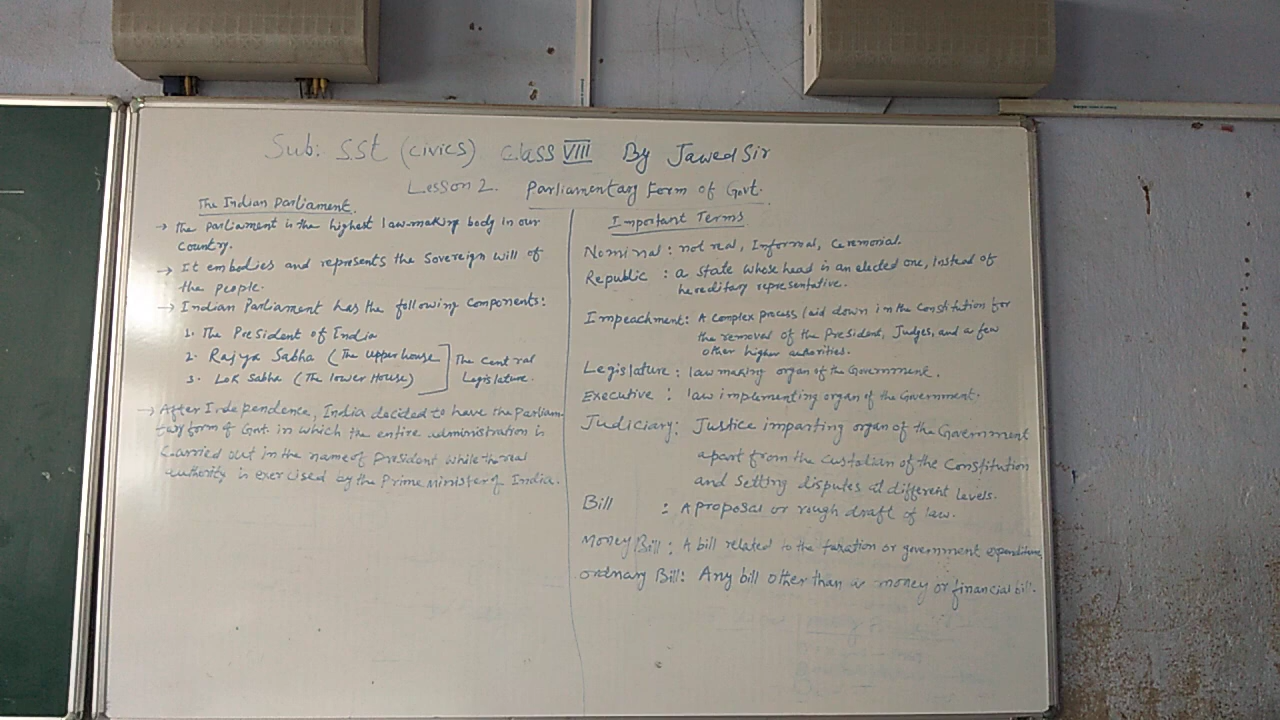 Sub: S.St (civics) Class VIII By Jawed Sir
Lesson 2. Parliamentary Form of Govt.
The Indian Parliament.
→ The parliament is the highest law-making body in our
country.
→ It embodies and represents the Sovereign will of
the people.
→ Indian Parliament has the following components:
1. The President of India
2. Rajya Sabha (The upper house
3. Lok Sabha (The lower House)
The Central
Legislature.
→ After Independence, India decided to have the Parliamen-
tary form of Govt. in which the entire administration is
Carried out in the name of president while the real
authority is exercised by the Prime Minister of India.
Important Terms
Nominal: not real, Informal, Ceremonial.
Republic : a state whose head is an elected one, Instead of
hereditary representative.
Impeachment: A complex process laid down in the Constitution for
the removal of the President, Judges, and a few
other higher authorities.
Legislature : law making organ of the Government.
Executive : law implementing organ of the Government.
Judiciary: Justice imparting organ of the Government
apart from the custodian of the Constitution
and Setting disputes at different levels.
Bill : A proposal or rough draft of law.
Money Bill : A bill related to the taxation or government expenditure
ordnary Bill: Any bill other than a money or financial bill.